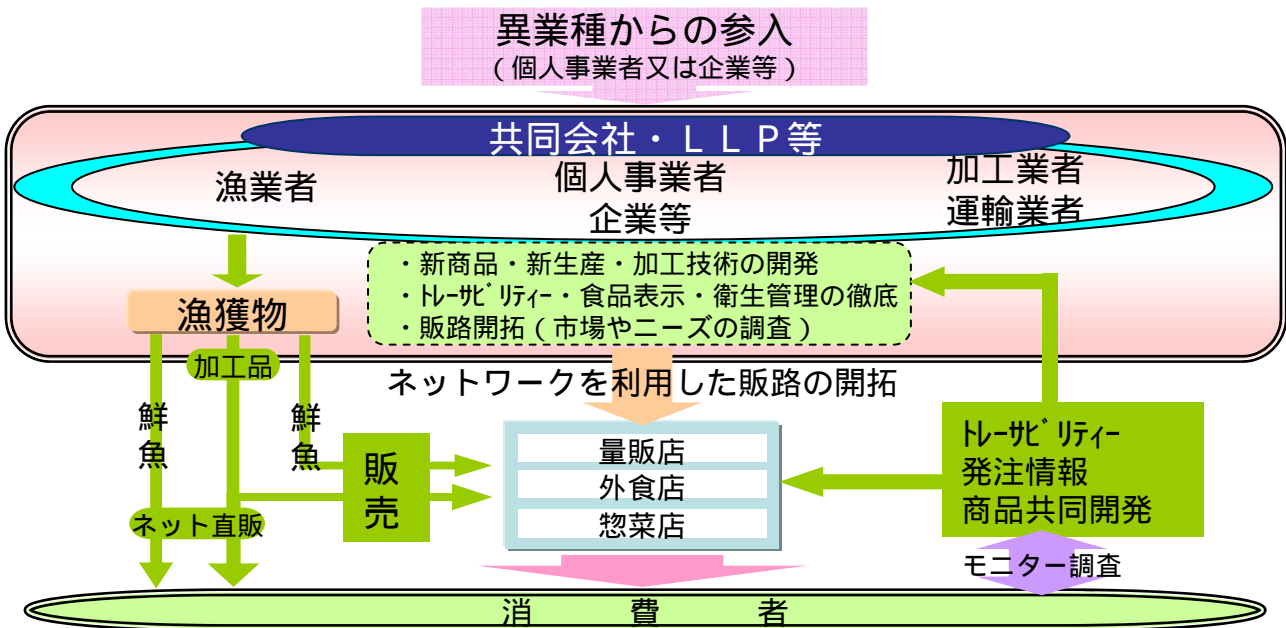 異業種からの参入
(個人事業者又は企業等)
共同会社・LLP等
漁業者
個人事業者
企業等
加工業者
運輸業者
・新商品・新生産・加工技術の開発
・ﾄﾚｰｻﾋﾞﾘﾃｨｰ・食品表示・衛生管理の徹底
・販路開拓(市場やニーズの調査)
漁獲物
加工品
ネットワークを利用した販路の開拓
鮮魚
鮮魚
販売
量販店
外食店
惣菜店
ﾄﾚｰｻﾋﾞﾘﾃｨｰ
発注情報
商品共同開発
ネット直販
モニター調査
消費者